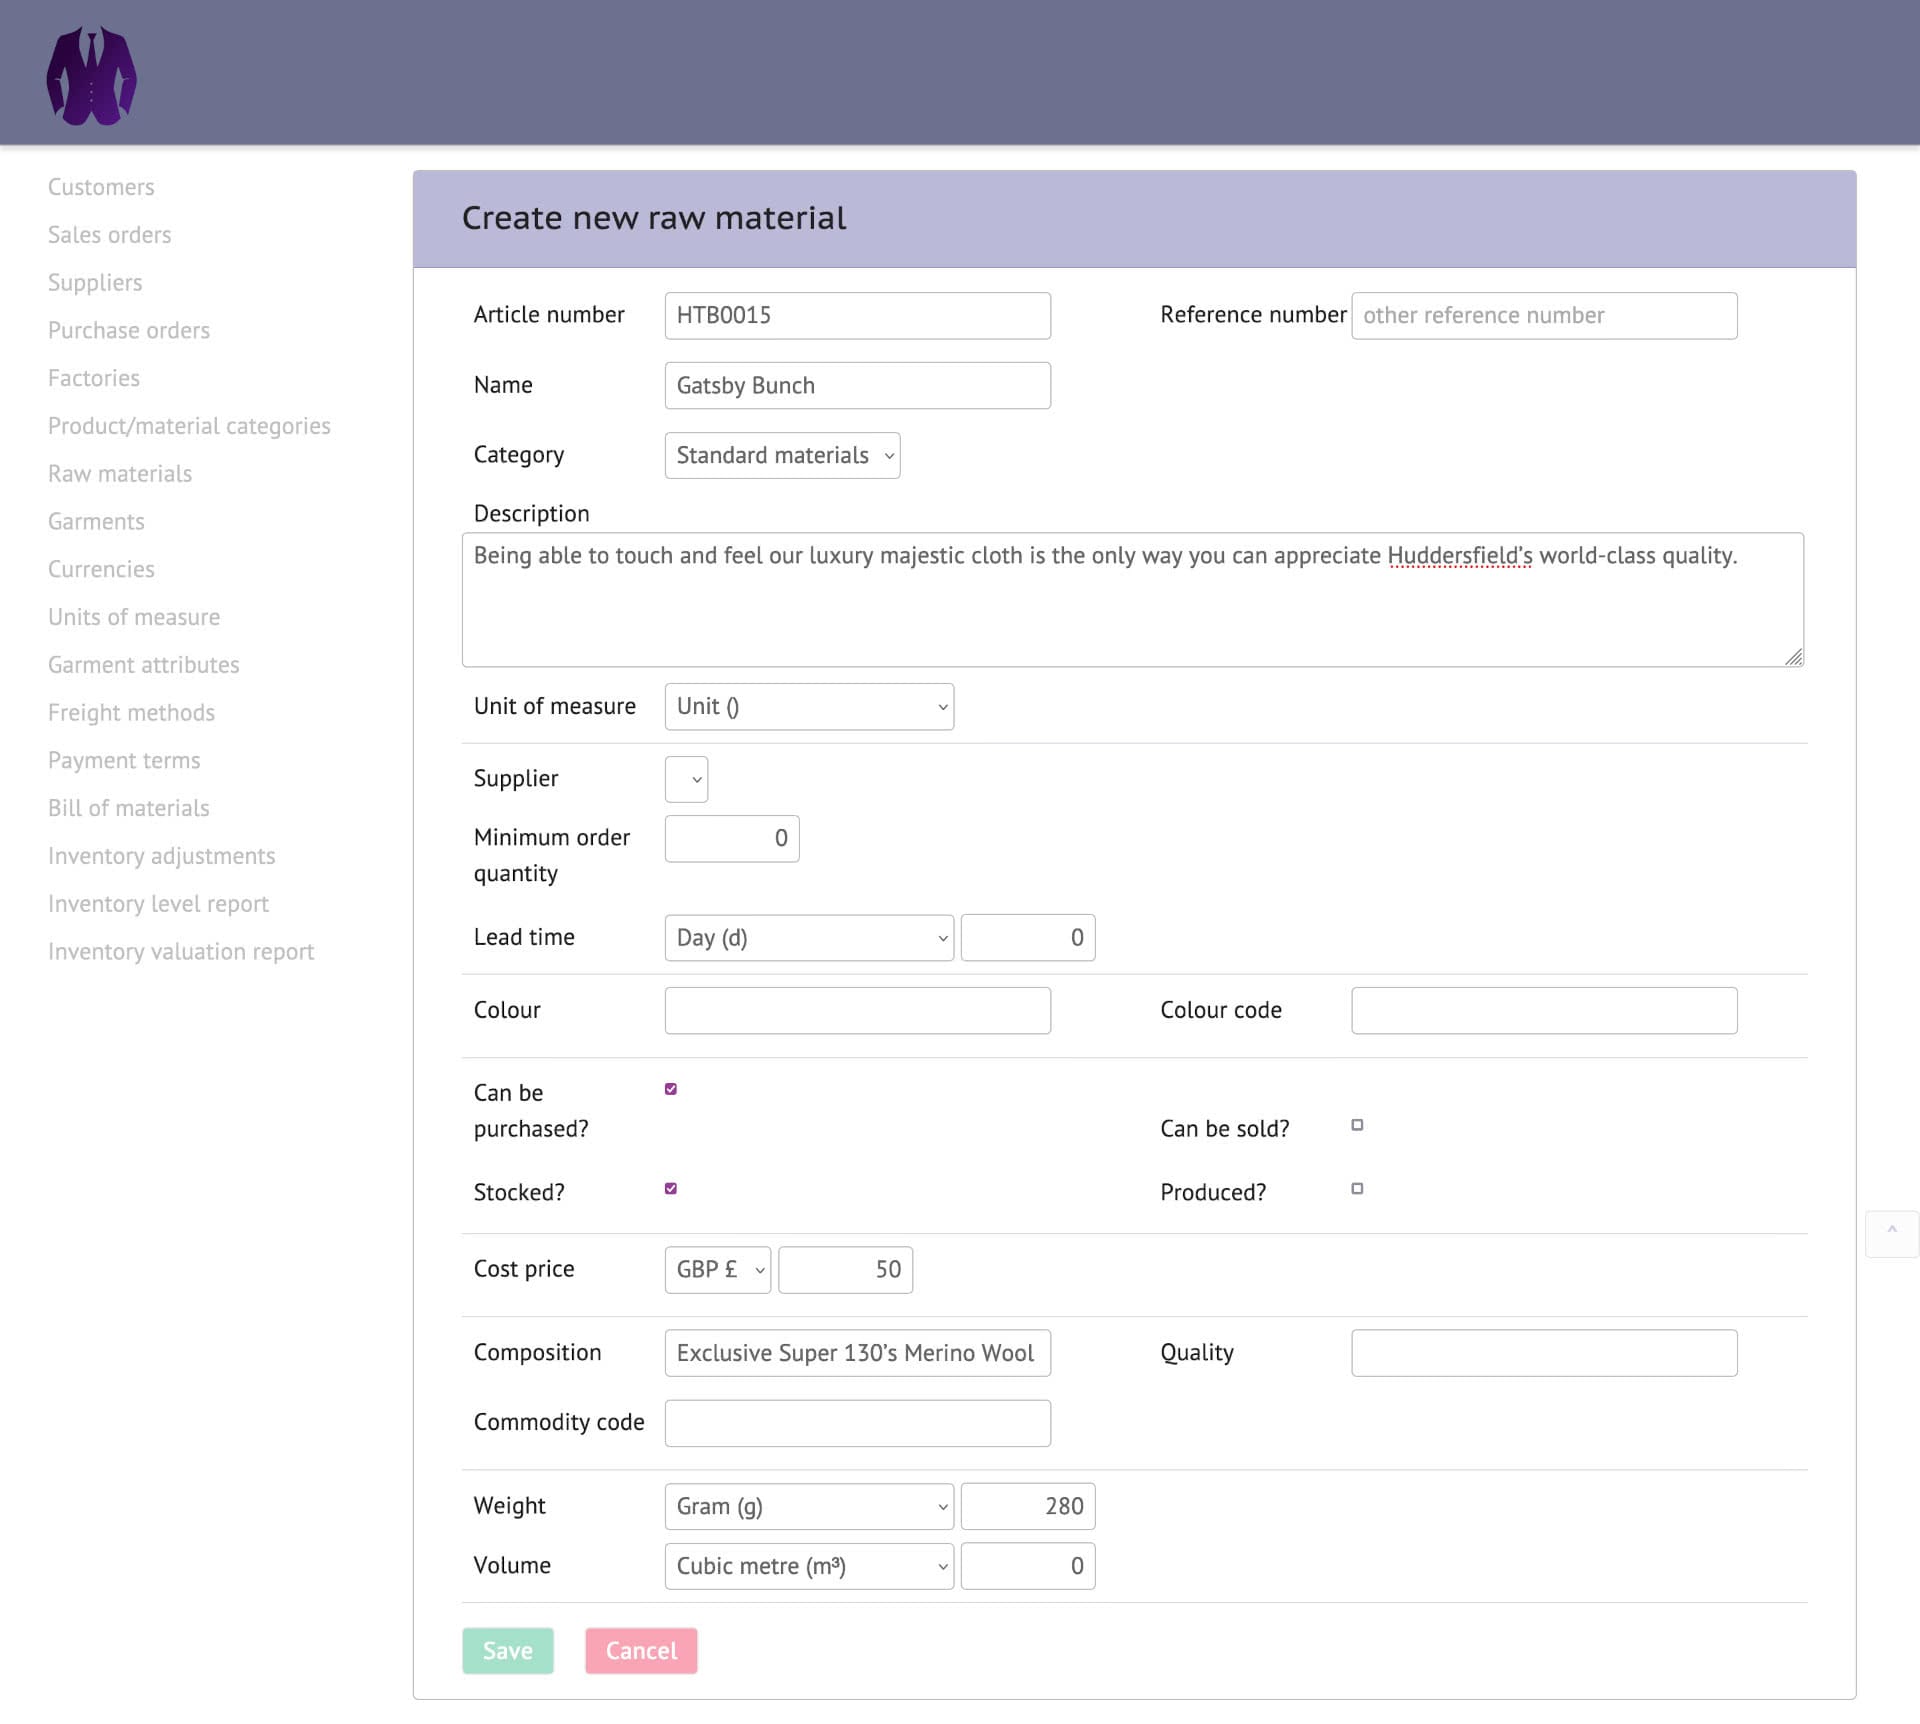 Customers
Sales orders
Suppliers
Purchase orders
Factories
Product/material categories
Raw materials
Garments
Currencies
Units of measure
Garment attributes
Freight methods
Payment terms
Bill of materials
Inventory adjustments
Inventory level report
Inventory valuation report
Create new raw material
Article number HTB0015 Reference number other reference number
Name Gatsby Bunch
Category Standard materials
Description
Being able to touch and feel our luxury majestic cloth is the only way you can appreciate Huddersfield’s world-class quality.
Unit of measure Unit ()
Supplier
Minimum order quantity 0
Lead time Day (d) 0
Colour Colour code
Can be purchased? Can be sold?
Stocked? Produced?
Cost price GBP £ 50
Composition Exclusive Super 130’s Merino Wool Quality
Commodity code
Weight Gram (g) 280
Volume Cubic metre (m³) 0
Save Cancel
^